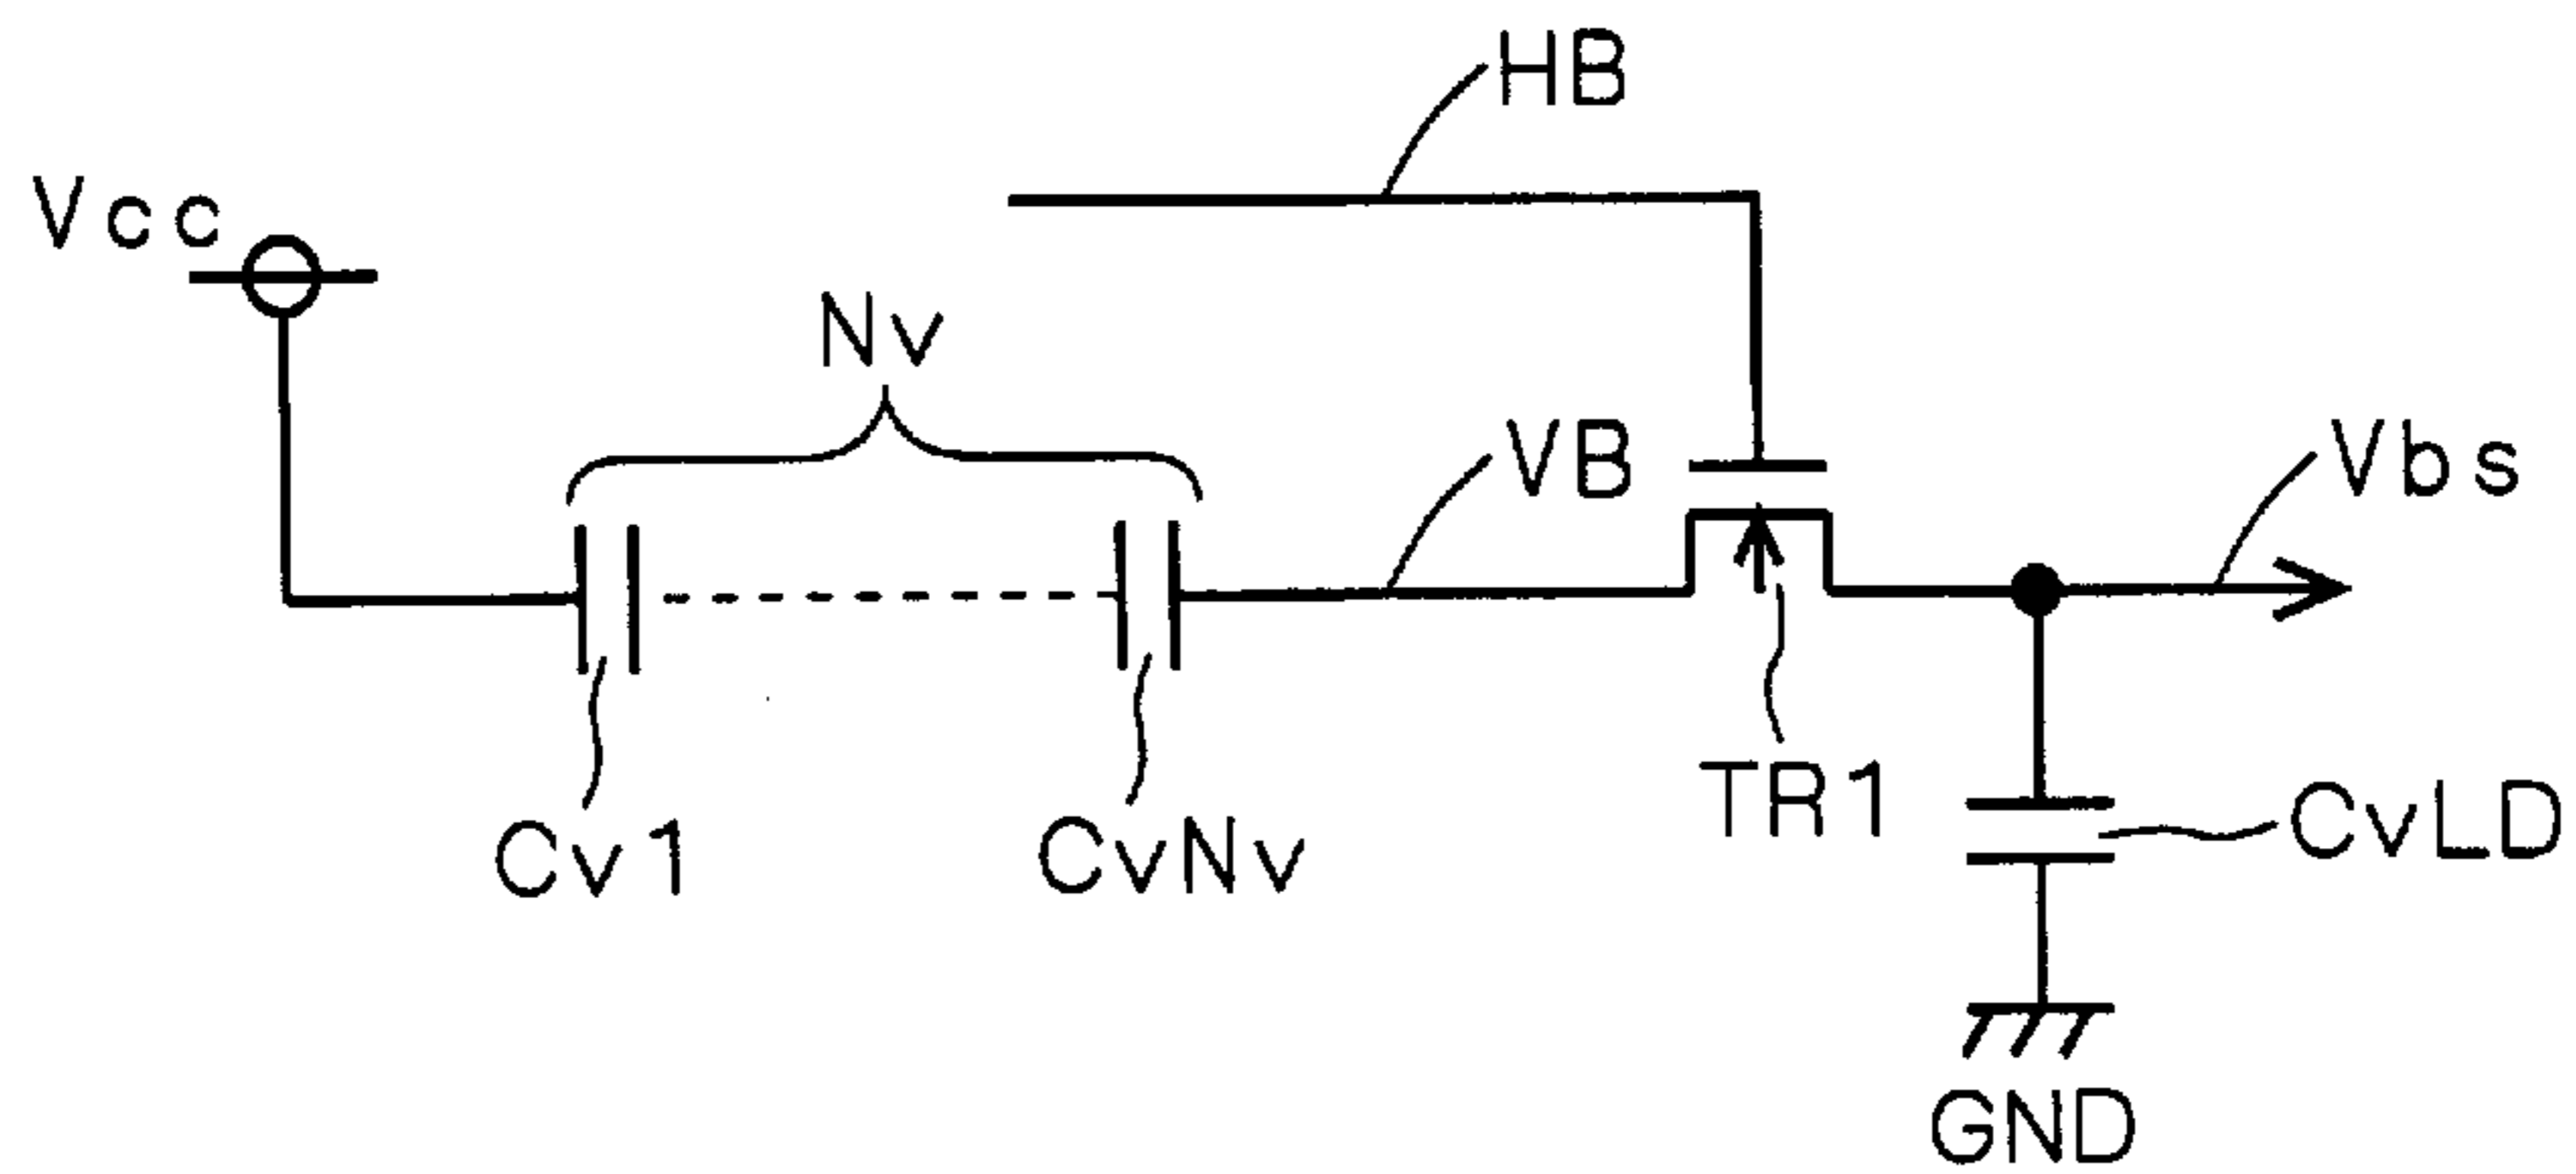 HB
Vcc
Nv
VB
Vbs
TR1
CvLD
Cv1
CvNv
GND